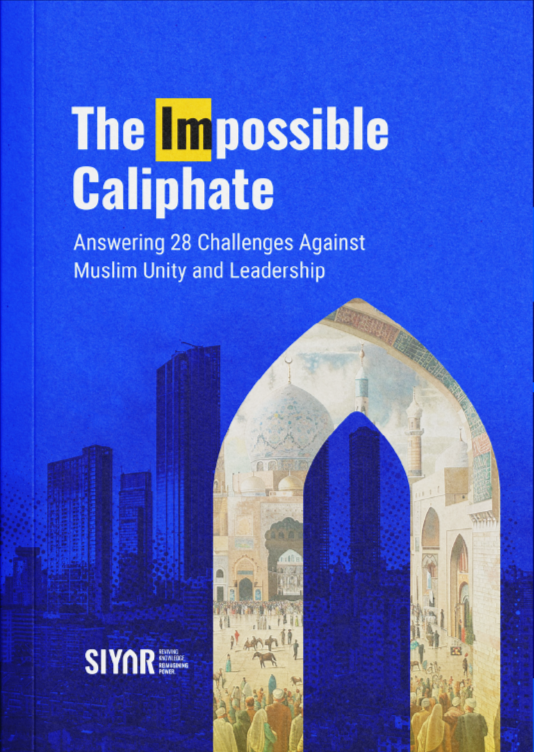 The Impossible
Caliphate
Answering 28 Challenges Against
Muslim Unity and Leadership
SIYAR
REVIVING
KNOWLEDGE.
REIMAGINING
POWER.